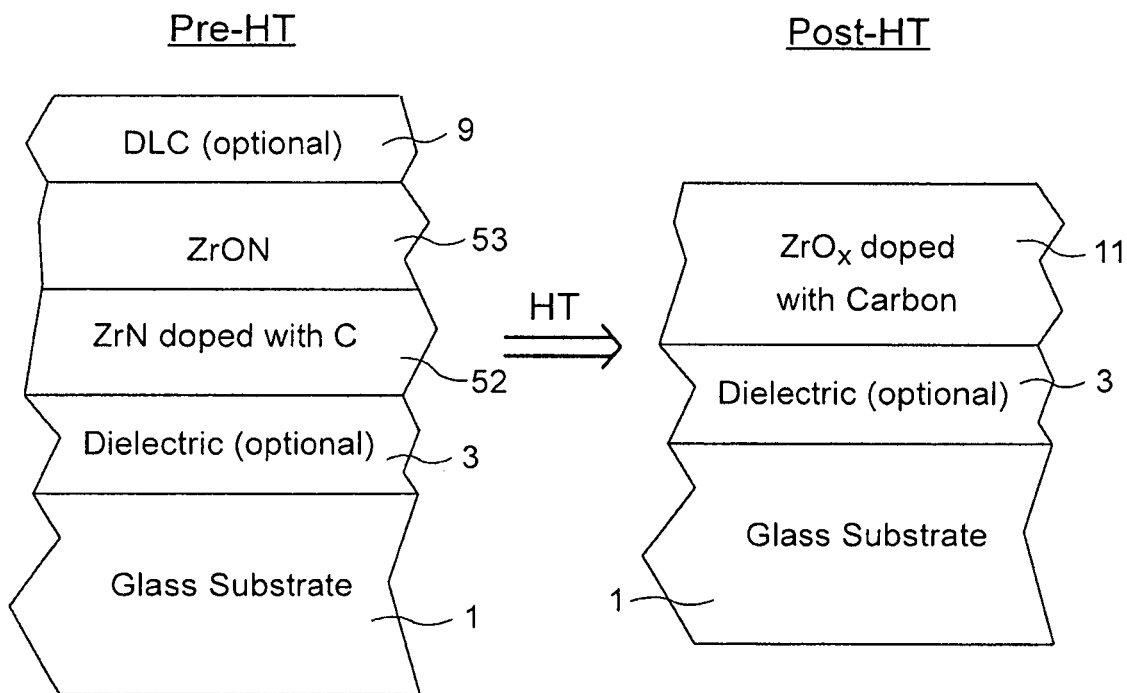 Pre-HT
Post-HT
DLC (optional)
9
ZrON
53
ZrN doped with C
52
Dielectric (optional)
3
Glass Substrate
1
HT
ZrOx doped
with Carbon
11
Dielectric (optional)
3
Glass Substrate
1